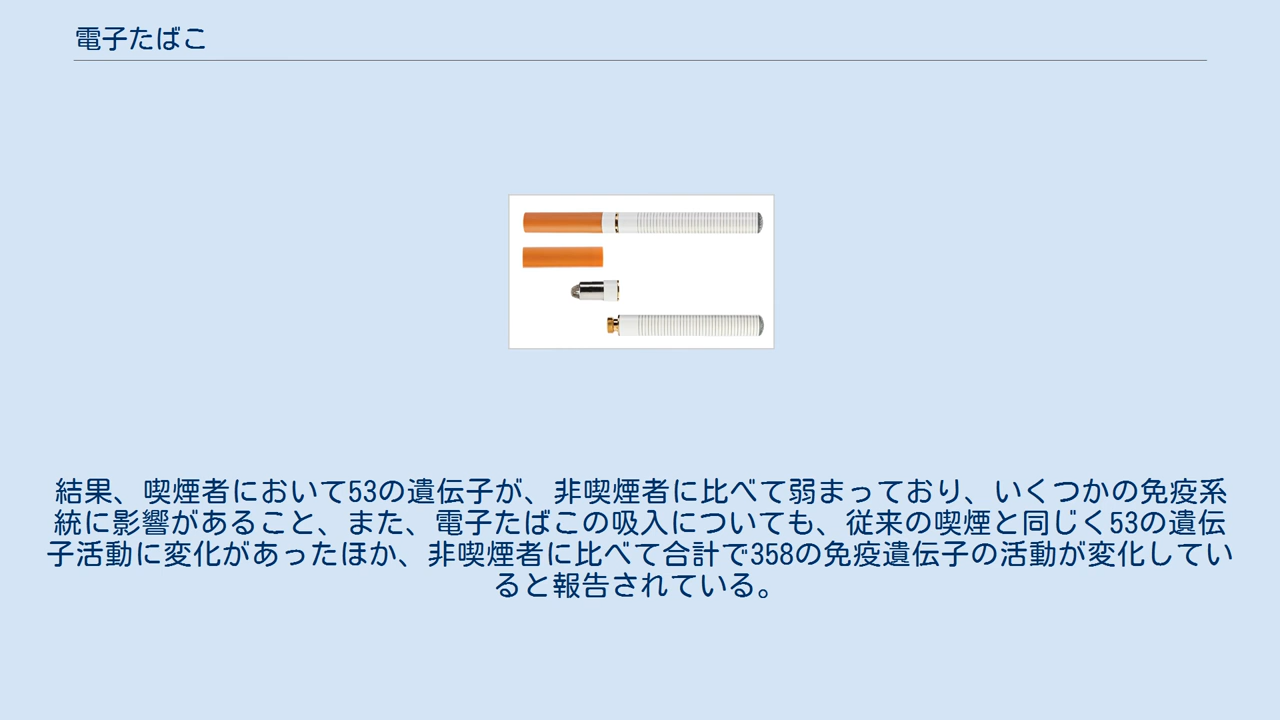 電子たばこ
結果、喫煙者において53の遺伝子が、非喫煙者に比べて弱まっており、いくつかの免疫系
統に影響があること、また、電子たばこの吸入についても、従来の喫煙と同じく53の遺伝
子活動に変化があったほか、非喫煙者に比べて合計で358の免疫遺伝子の活動が変化してい
ると報告されている。